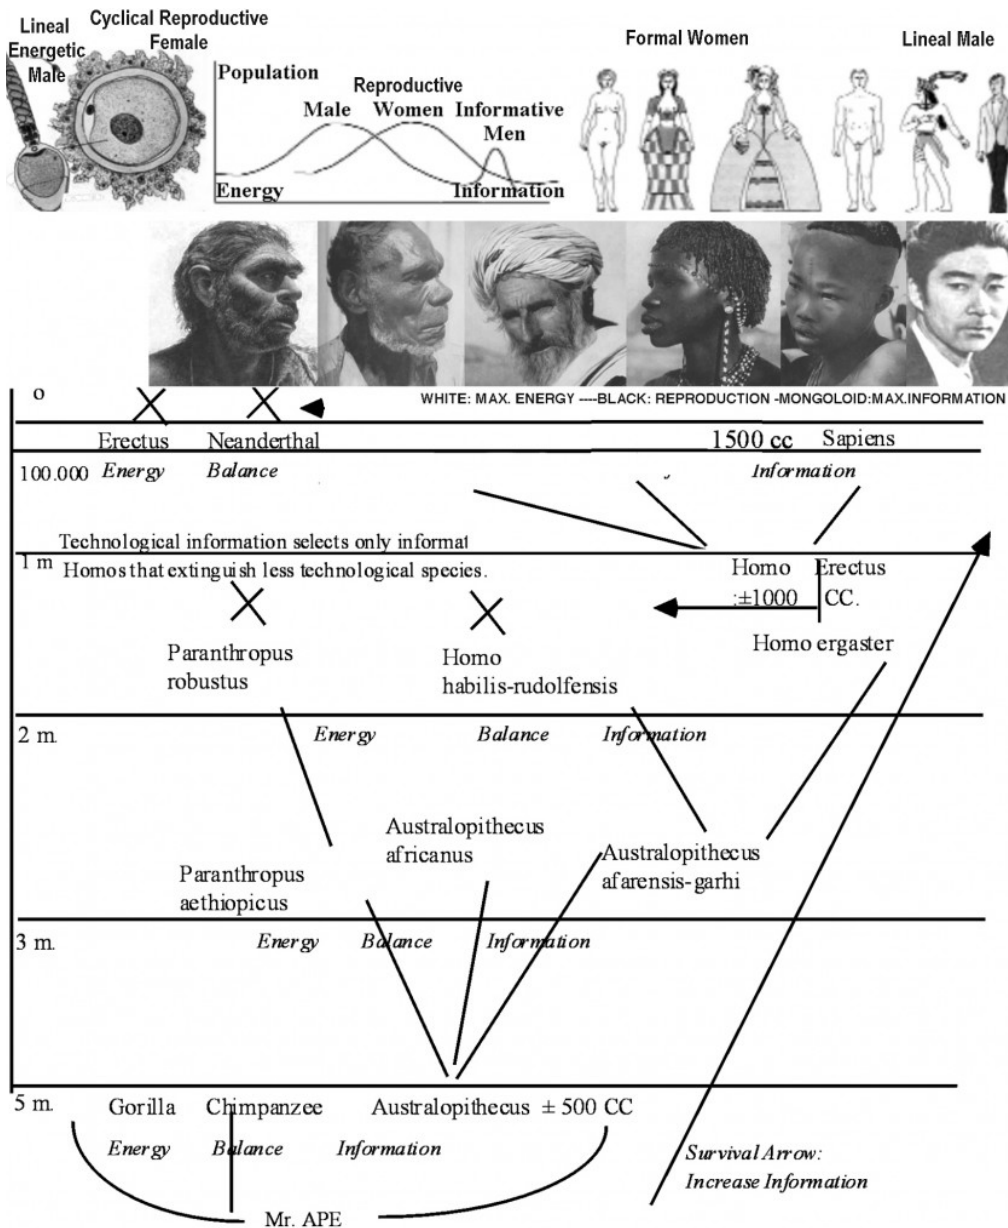 Lineal
Energetic
Male
Cyclical Reproductive
Female
Population
Reproductive
Male Women Informative
Men
Energy Information
Formal Women
Lineal Male
WHITE: MAX. ENERGY ----BLACK: REPRODUCTION -MONGOLOID:MAX.INFORMATION
o
Erectus Neanderthal 1500 cc Sapiens
100.000 Energy Balance Information
Technological information selects only informat
1 m
Homos that extinguish less technological species.
Homo Erectus
:±1000 CC.
Homo ergaster
Paranthropus
robustus
Homo
habilis-rudolfensis
2 m. Energy Balance Information
Australopithecus
africanus
Australopithecus
afarensis-garhi
Paranthropus
aethiopicus
3 m. Energy Balance Information
5 m. Gorilla Chimpanzee Australopithecus ± 500 CC
Energy Balance Information
Survival Arrow:
Increase Information
Mr. APE